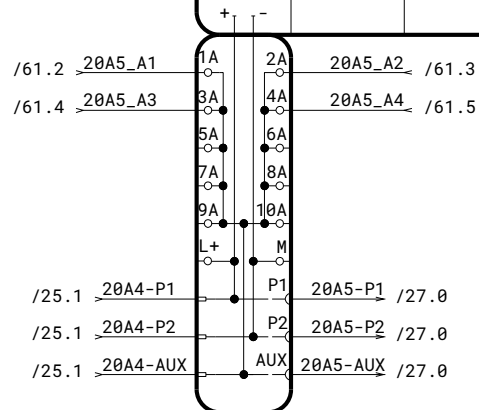 + -
/61.2 20A5_A1 1A 2A 20A5_A2 /61.3
/61.4 20A5_A3 3A 4A 20A5_A4 /61.5
5A 6A
7A 8A
9A 10A
L+ M
/25.1 20A4-P1 P1 20A5-P1 /27.0
/25.1 20A4-P2 P2 20A5-P2 /27.0
/25.1 20A4-AUX AUX 20A5-AUX /27.0